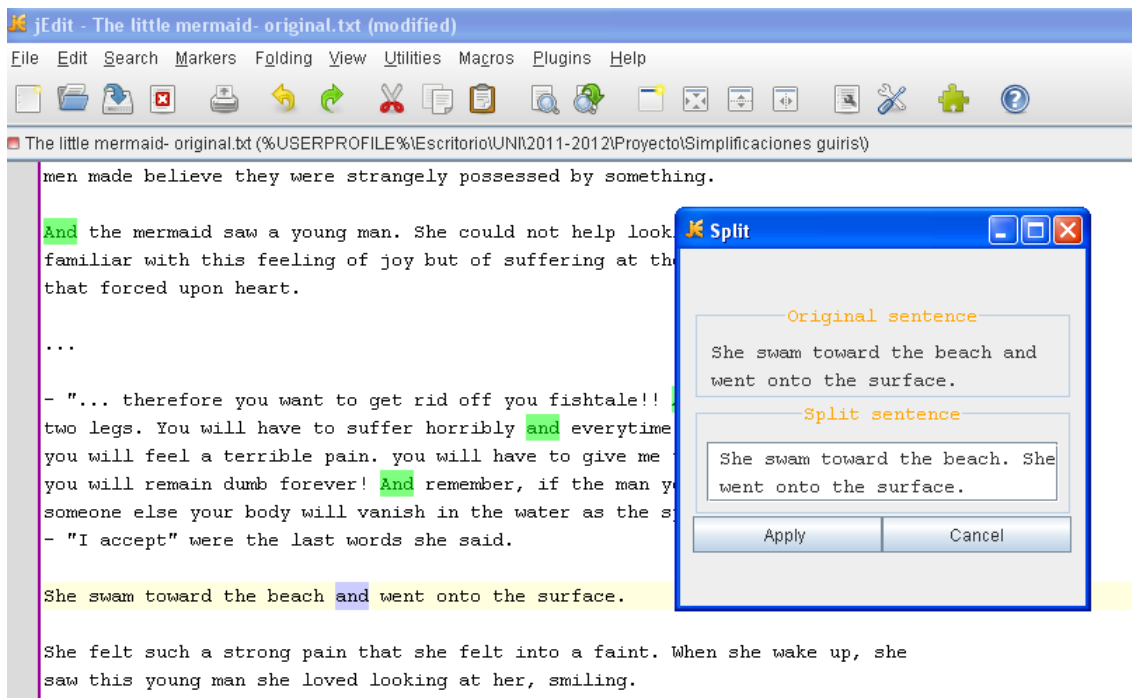 jEdit - The little mermaid- original.txt (modified)
File Edit Search Markers Folding View Utilities Macros Plugins Help
The little mermaid- original.txt (%USERPROFILE%\Escritorio\UNI\2011-2012\Proyecto\Simplificaciones guiris\)
men made believe they were strangely possessed by something.
And the mermaid saw a young man. She could not help look
familiar with this feeling of joy but of suffering at the
that forced upon heart.
...
- "... therefore you want to get rid off you fishtale!!
two legs. You will have to suffer horribly and everytime
you will feel a terrible pain. you will have to give me
you will remain dumb forever! And remember, if the man
someone else your body will vanish in the water as the
- "I accept" were the last words she said.
She swam toward the beach and went onto the surface.
She felt such a strong pain that she felt into a faint. When she wake up, she
saw this young man she loved looking at her, smiling.
Split
Original sentence
She swam toward the beach and
went onto the surface.
Split sentence
She swam toward the beach. She
went onto the surface.
Apply Cancel